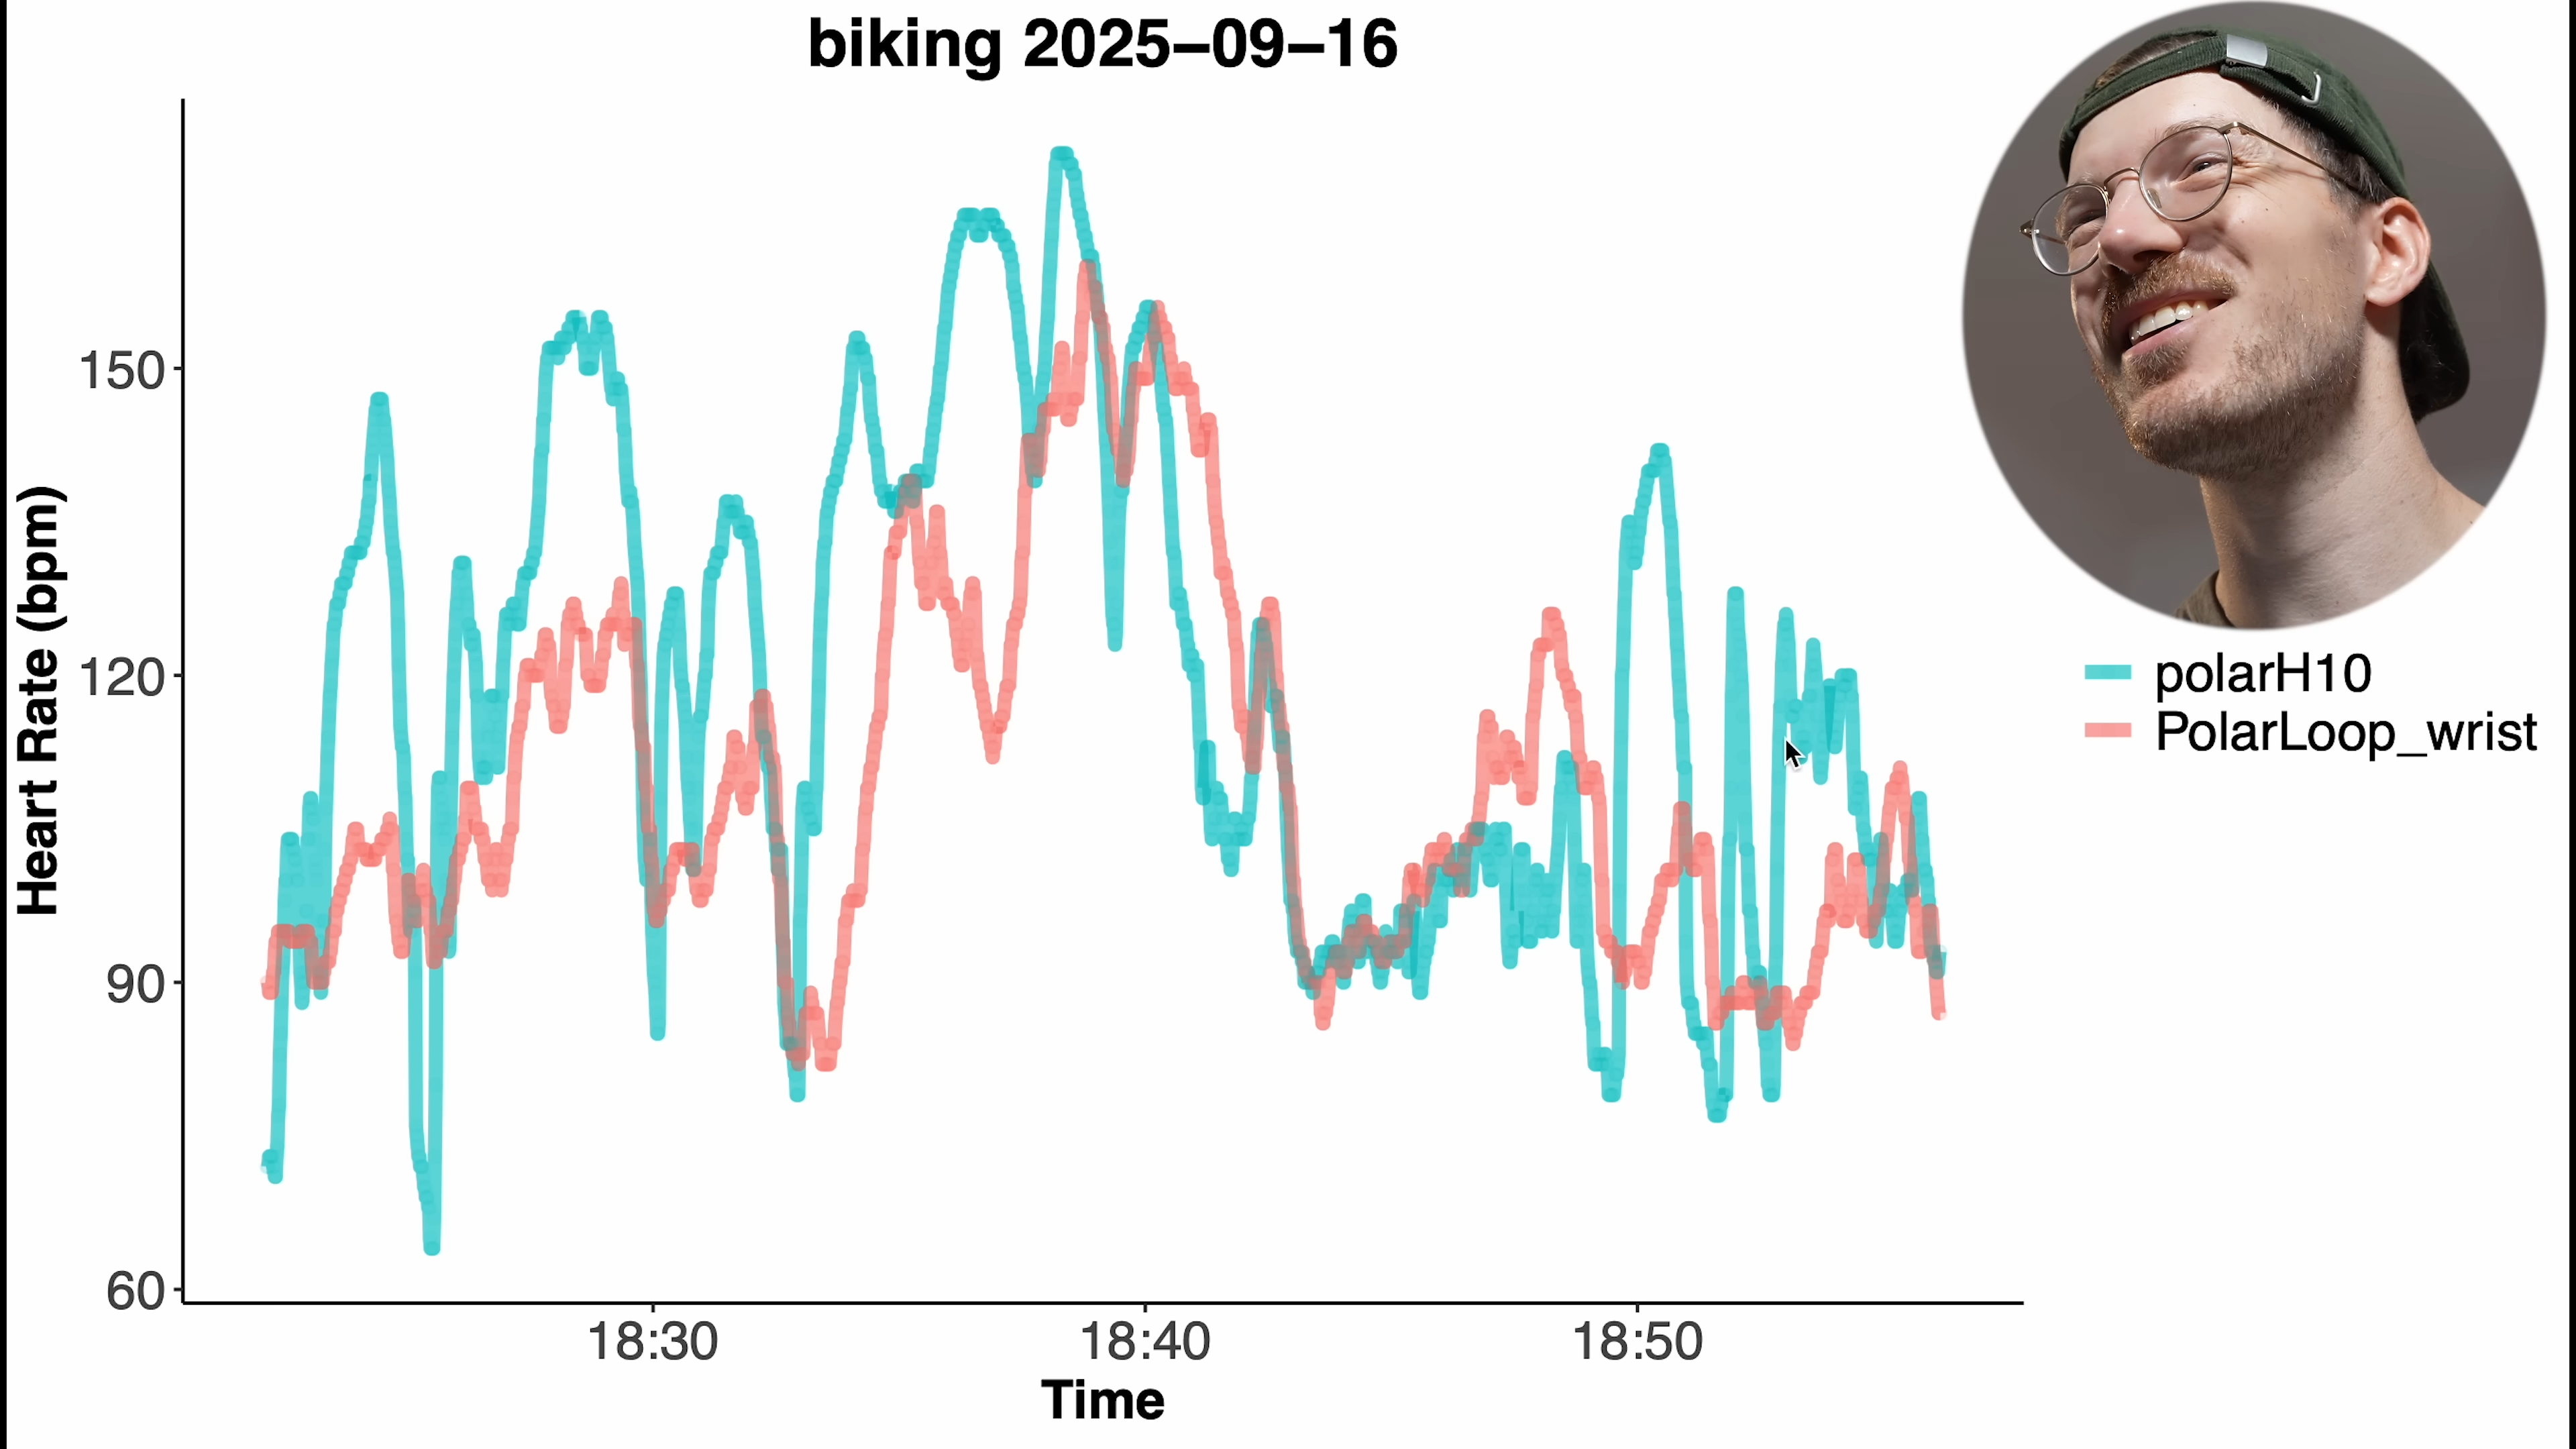 biking 2025–09–16
Heart Rate (bpm)
150
120
90
60
18:30
18:40
18:50
Time
polarH10
PolarLoop_wrist